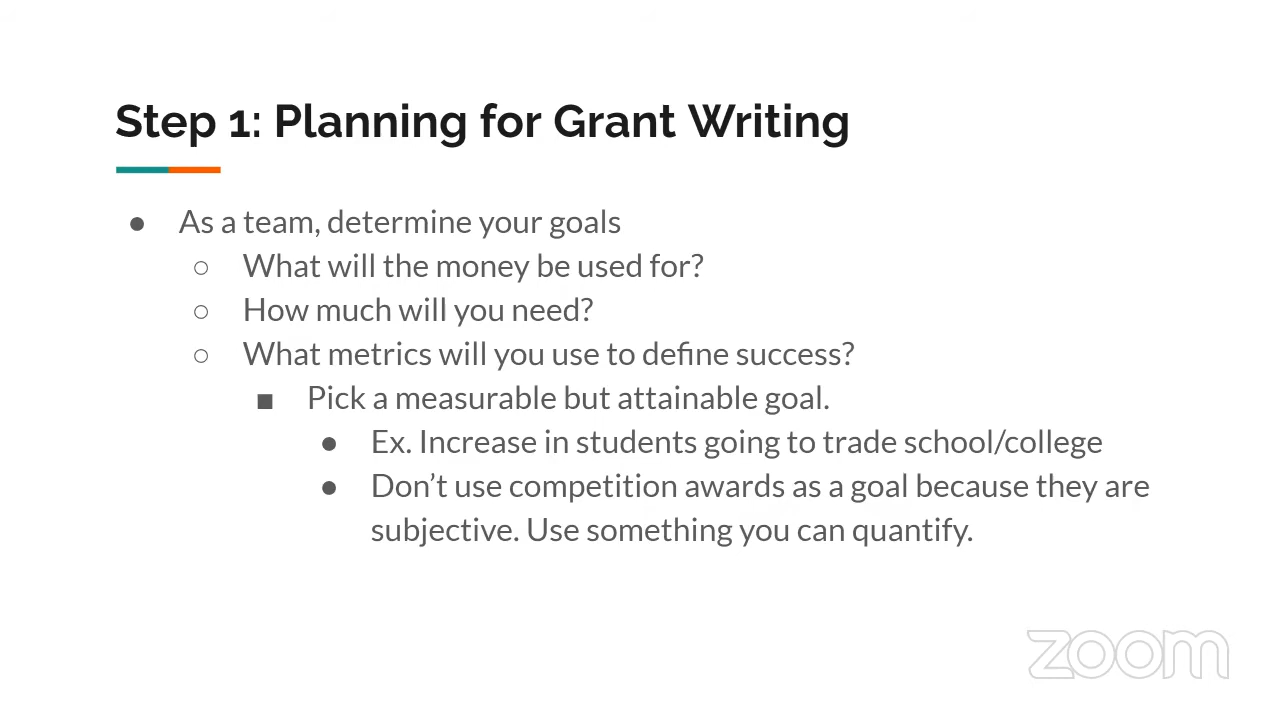 Step 1: Planning for Grant Writing
● As a team, determine your goals
○ What will the money be used for?
○ How much will you need?
○ What metrics will you use to define success?
■ Pick a measurable but attainable goal.
● Ex. Increase in students going to trade school/college
● Don’t use competition awards as a goal because they are
subjective. Use something you can quantify.
zoom